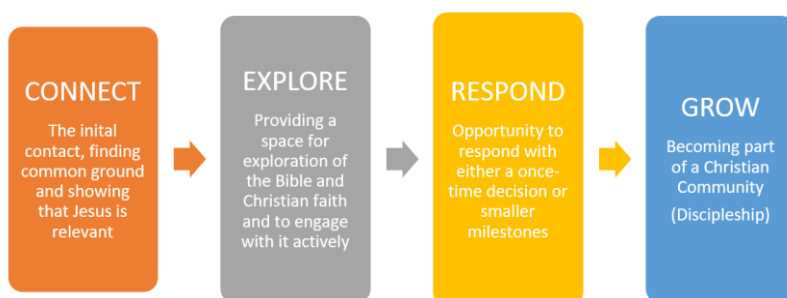 CONNECT
The inital
contact, finding
common ground
and showing
that Jesus is
relevant
EXPLORE
Providing a
space for
exploration of
the Bible and
Christian faith
and to engage
with it actively
RESPOND
Opportunity to
respond with
either a once-
time decision or
smaller
milestones
GROW
Becoming part
of a Christian
Community
(Discipleship)